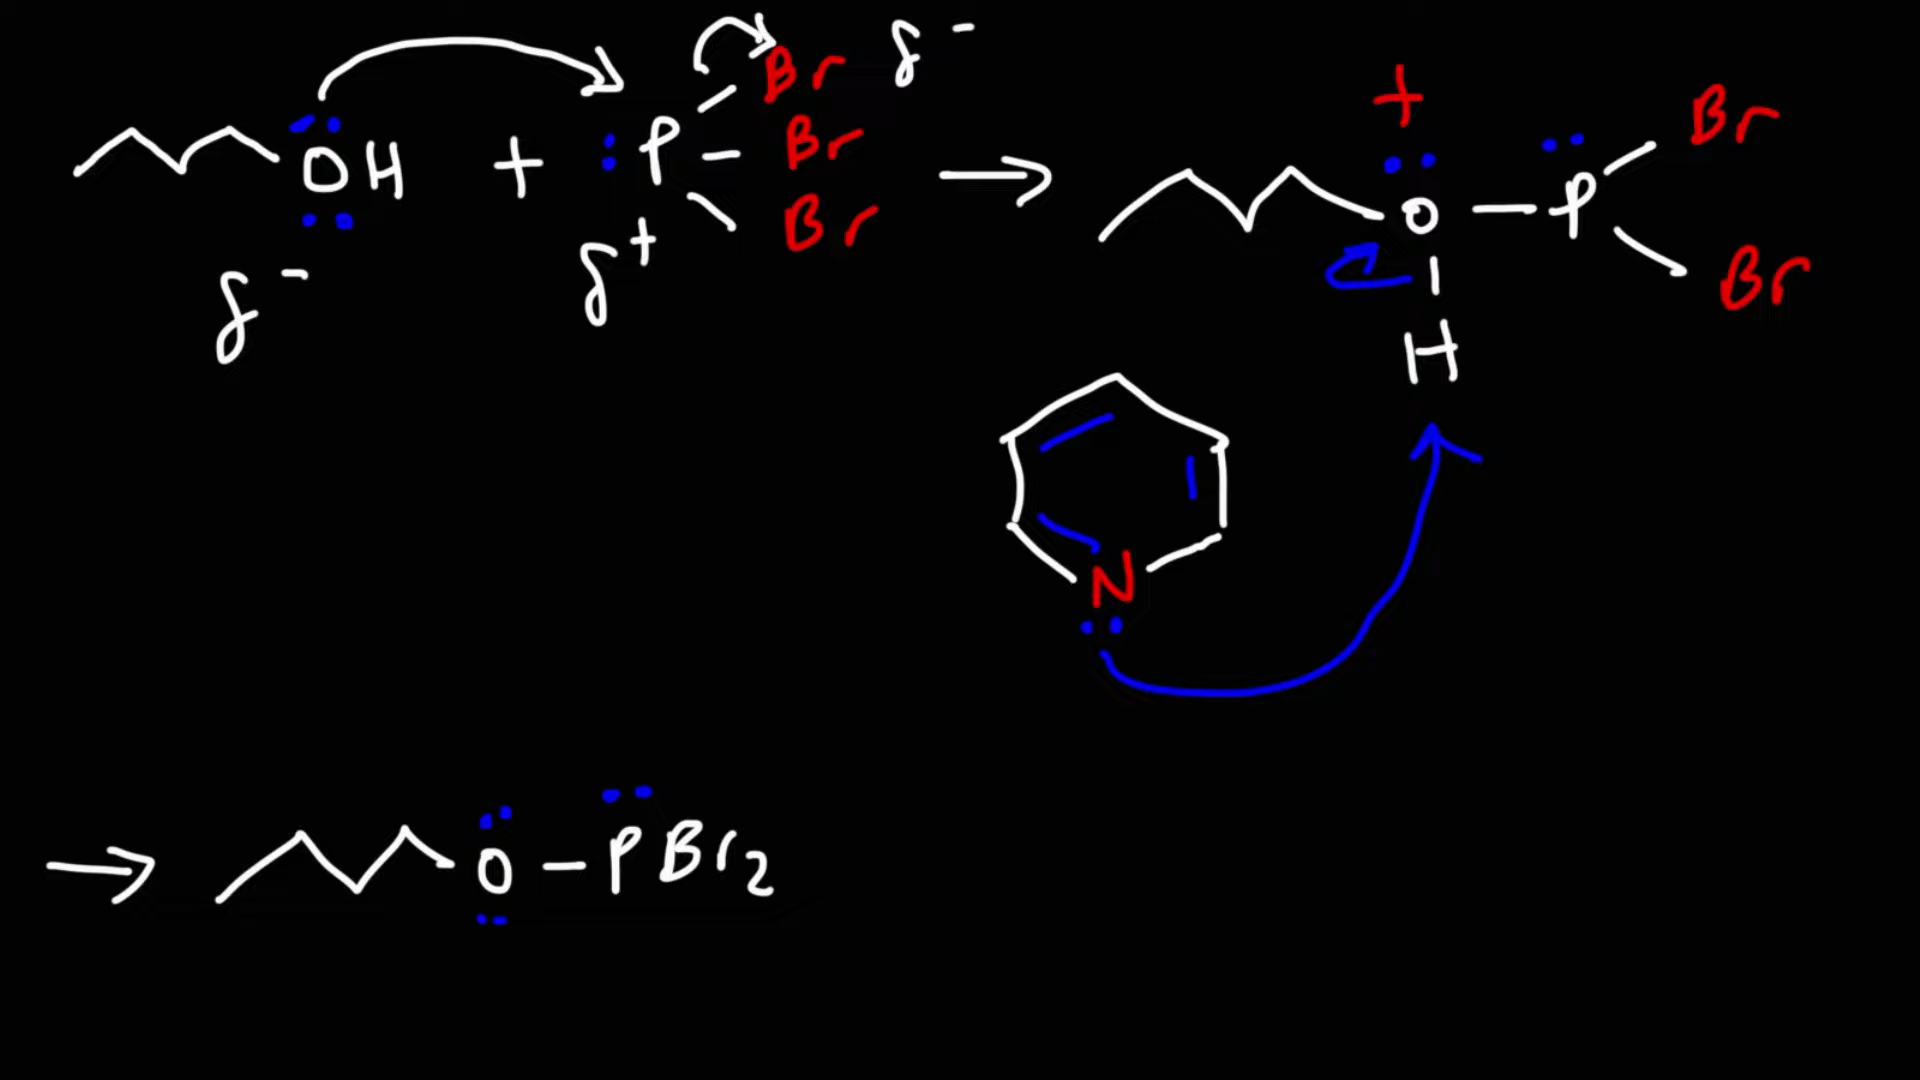 Br δ-
OH + :P - Br → + O - P Br
Br
δ- δ+
H Br
N
→ O - PBr2